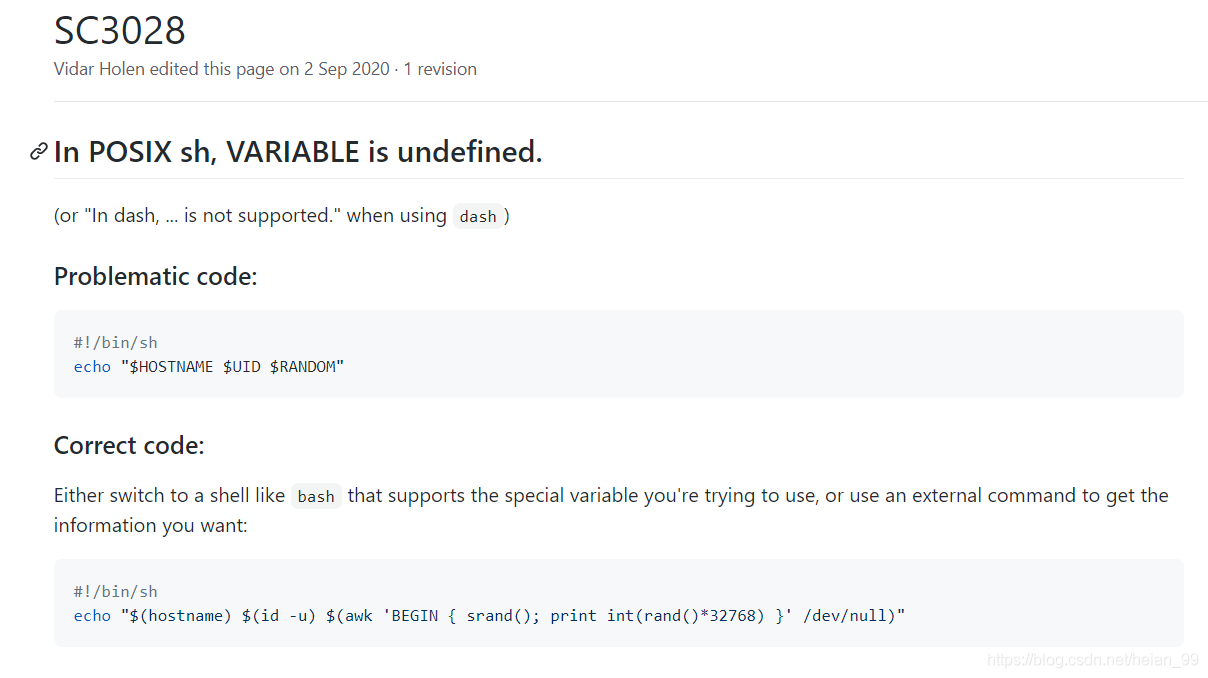 SC3028
Vidar Holen edited this page on 2 Sep 2020 · 1 revision
In POSIX sh, VARIABLE is undefined.
(or "In dash, ... is not supported." when using dash )
Problematic code:
#!/bin/sh
echo "$HOSTNAME $UID $RANDOM"
Correct code:
Either switch to a shell like bash that supports the special variable you're trying to use, or use an external command to get the
information you want:
#!/bin/sh
echo "$(hostname) $(id -u) $(awk 'BEGIN { srand(); print int(rand()*32768) }' /dev/null)"
https://blog.csdn.net/heian_99